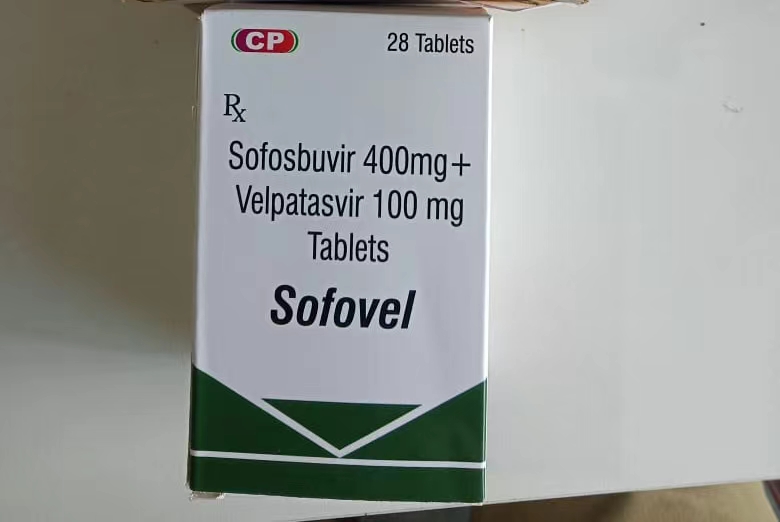 CP
28 Tablets
Rx
Sofosbuvir 400mg+
Velpatasvir 100 mg
Tablets
Sofovel